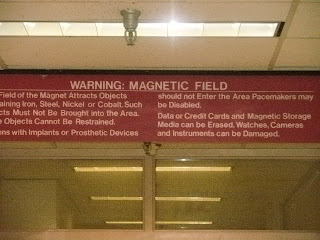 WARNING: MAGNETIC FIELD
Field of the Magnet Attracts Objects
aining Iron, Steel, Nickel or Cobalt. Such
cts Must Not Be Brought into the Area.
e Objects Cannot Be Restrained.
ns with Implants or Prosthetic Devices
should not Enter the Area Pacemakers may
be Disabled.
Data or Credit Cards and Magnetic Storage
Media can be Erased. Watches, Cameras
and Instruments can be Damaged.